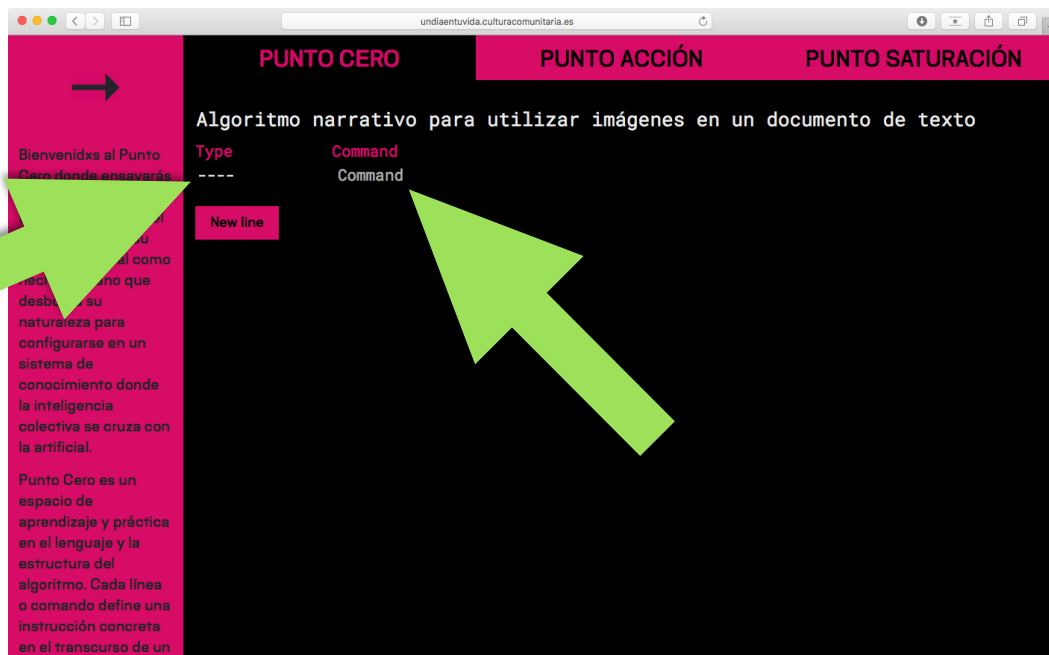 undiaentuvida.culturacomunitaria.es
PUNTO CERO
PUNTO ACCIÓN
PUNTO SATURACIÓN
Bienvenidxs al Punto
Cero donde ensayarás
el
como
que
su
naturaleza para
configurarse en un
sistema de
conocimiento donde
la inteligencia
colectiva se cruza con
la artificial.
Punto Cero es un
espacio de
aprendizaje y práctica
en el lenguaje y la
estructura del
algoritmo. Cada línea
o comando define una
instrucción concreta
en el transcurso de un
Algoritmo narrativo para utilizar imágenes en un documento de texto
Type Command
---- Command
New line